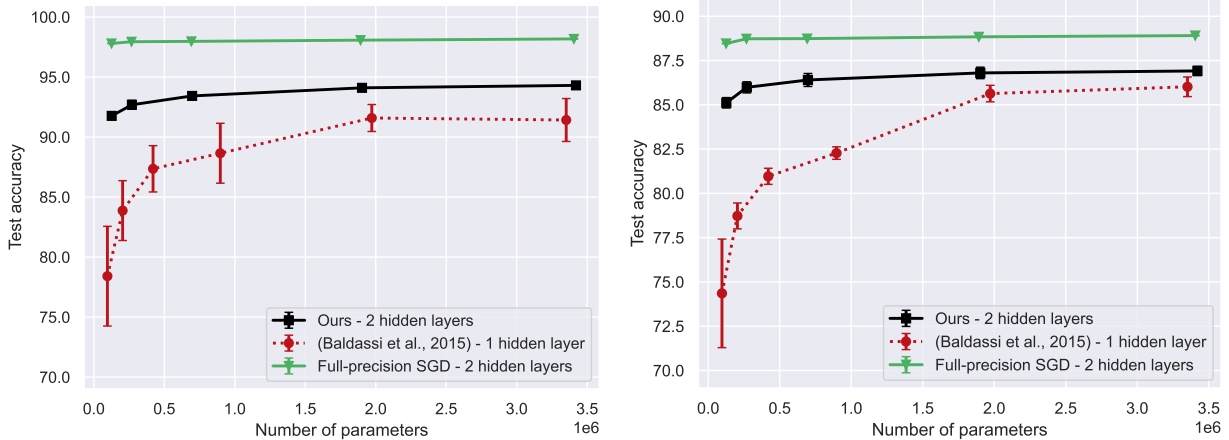 100.0
95.0
90.0
85.0
80.0
75.0
70.0
Test accuracy
Ours - 2 hidden layers
(Baldassi et al., 2015) - 1 hidden layer
Full-precision SGD - 2 hidden layers
0.0 0.5 1.0 1.5 2.0 2.5 3.0 3.5
Number of parameters
1e6
90.0
87.5
85.0
82.5
80.0
77.5
75.0
72.5
70.0
Test accuracy
Ours - 2 hidden layers
(Baldassi et al., 2015) - 1 hidden layer
Full-precision SGD - 2 hidden layers
0.0 0.5 1.0 1.5 2.0 2.5 3.0 3.5
Number of parameters
1e6